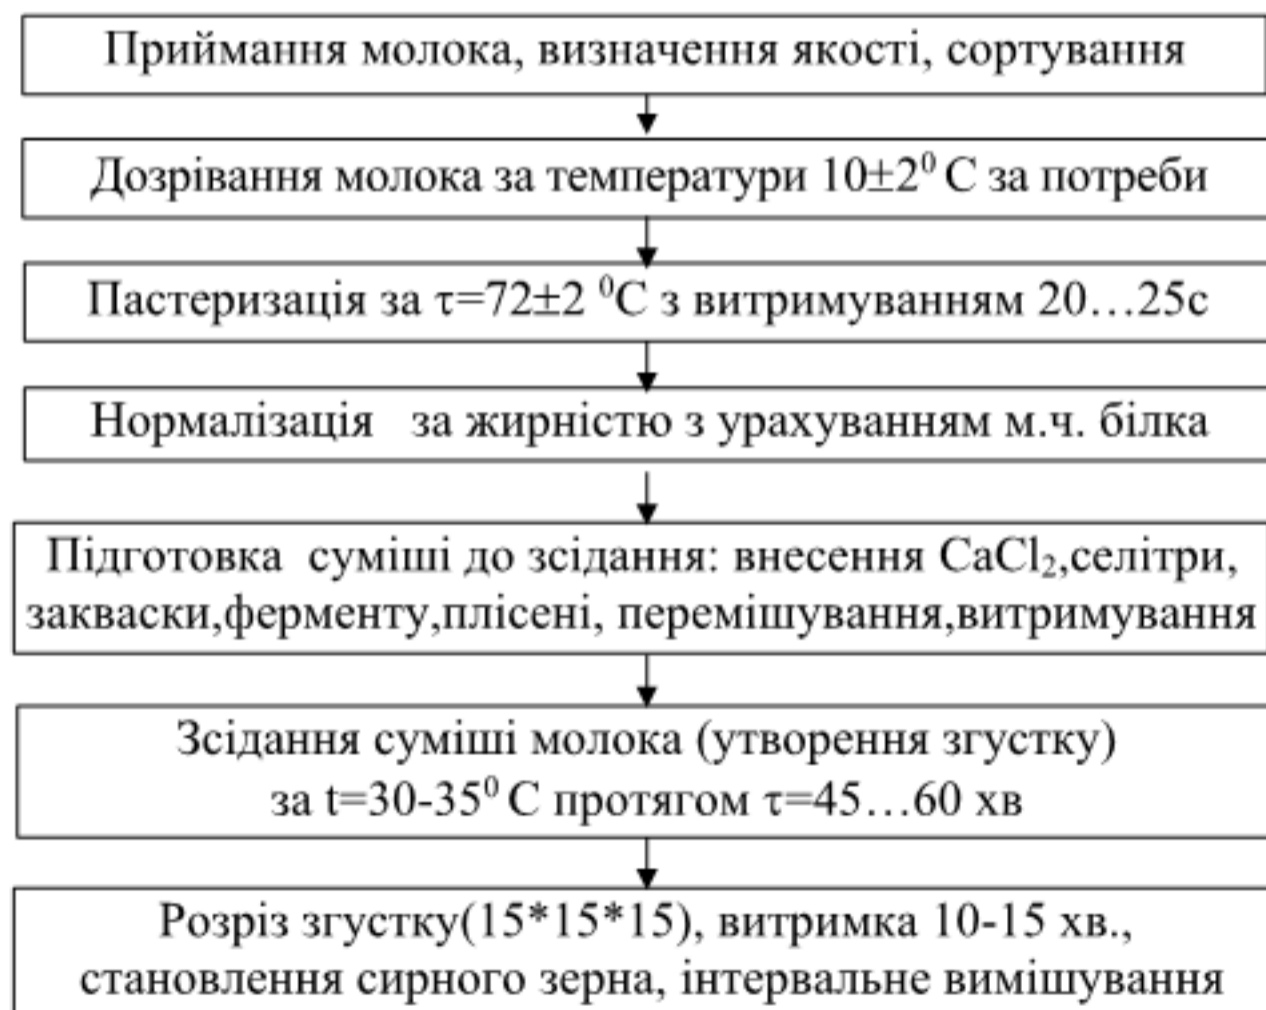 Приймання молока, визначення якості, сортування
Дозрівання молока за температури 10±2⁰ С за потреби
Пастеризація за τ=72±2 ⁰С з витримуванням 20…25с
Нормалізація за жирністю з урахуванням м.ч. білка
Підготовка суміші до зсідання: внесення CaCl₂,селітри,
закваски,ферменту,плісені, перемішування,витримування
Зсідання суміші молока (утворення згустку)
за t=30-35⁰ С протягом τ=45…60 хв
Розріз згустку(15*15*15), витримка 10-15 хв.,
становлення сирного зерна, інтервальне вимішування